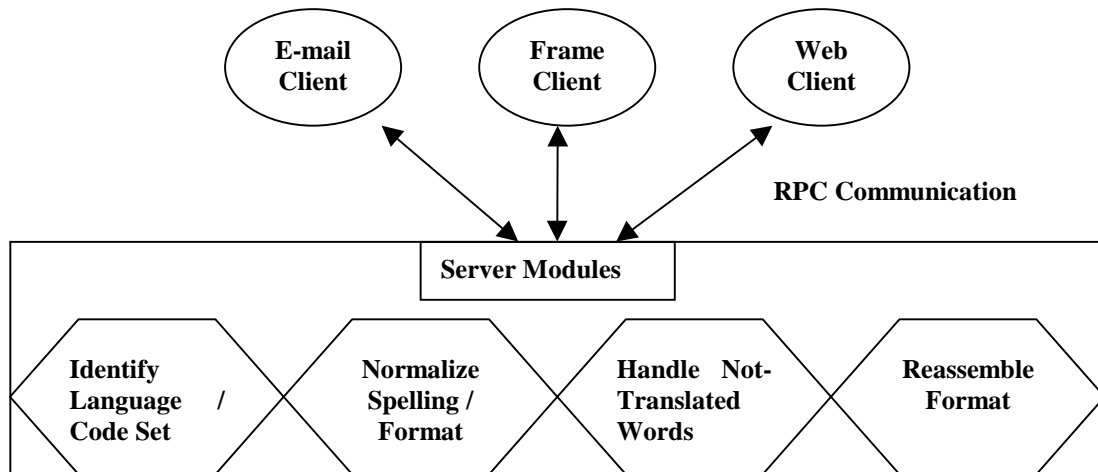 E-mail
Client
Frame
Client
Web
Client
RPC Communication
Server Modules
Identify
Language /
Code Set
Normalize
Spelling /
Format
Handle Not-
Translated
Words
Reassemble
Format